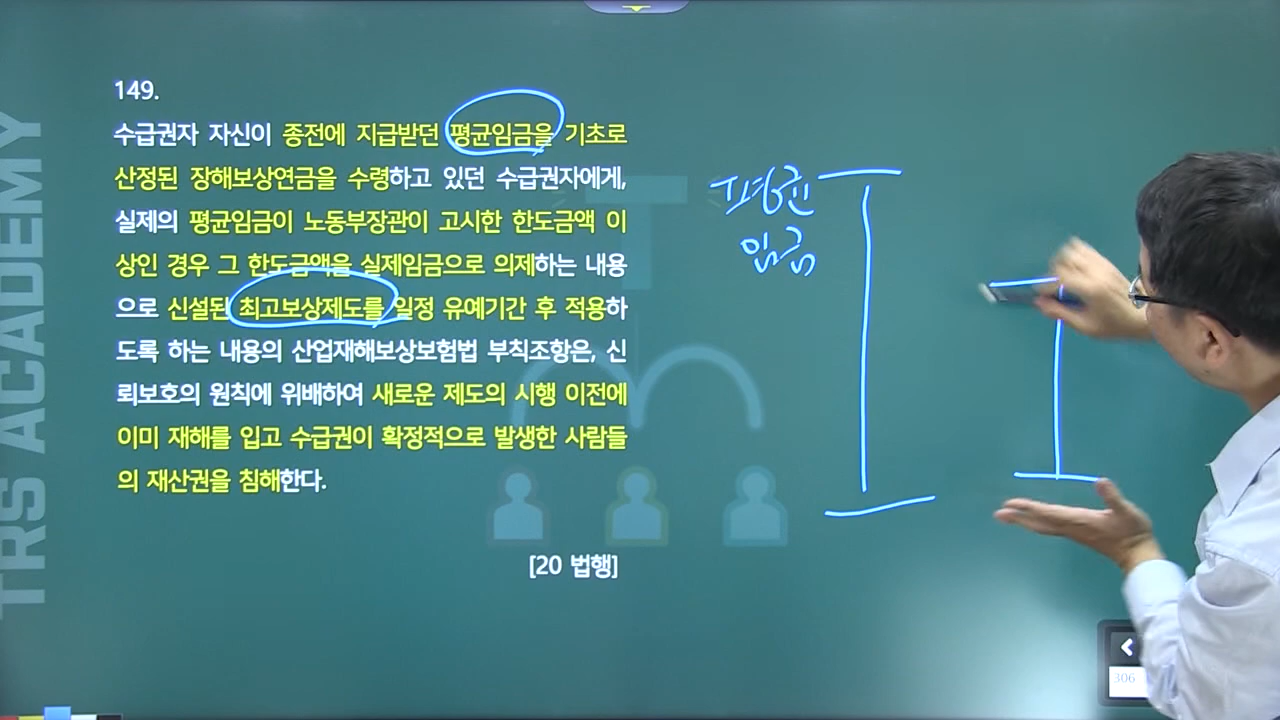 149.
수급권자 자신이 종전에 지급받던 평균임금을 기초로
산정된 장해보상연금을 수령하고 있던 수급권자에게,
실제의 평균임금이 노동부장관이 고시한 한도금액 이
상인 경우 그 한도금액을 실제임금으로 의제하는 내용
으로 신설된 최고보상제도를 일정 유예기간 후 적용하
도록 하는 내용의 산업재해보상보험법 부칙조항은, 신
뢰보호의 원칙에 위배하여 새로운 제도의 시행 이전에
이미 재해를 입고 수급권이 확정적으로 발생한 사람들
의 재산권을 침해한다.
[20 법행]
평균
임금
TRS ACADEMY
306